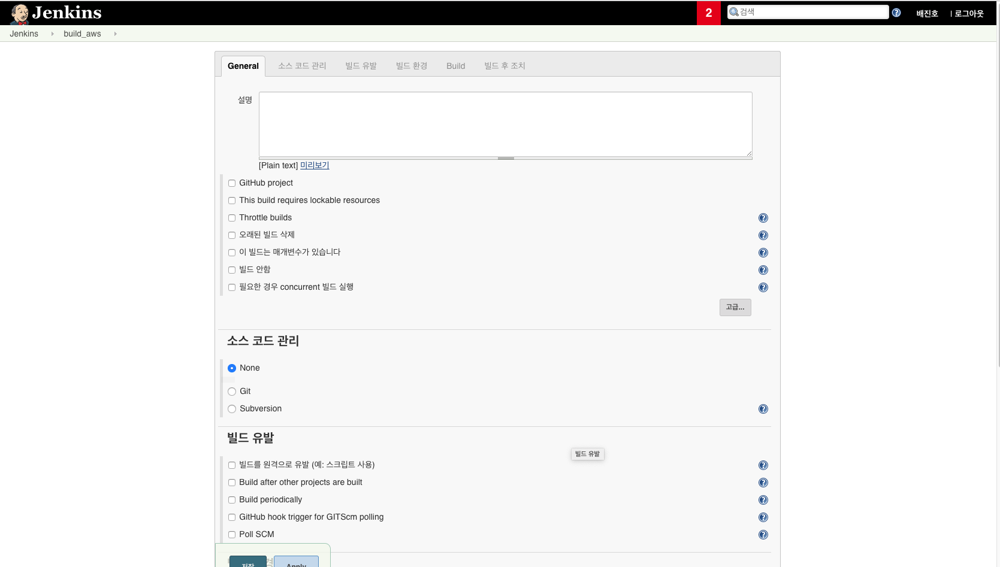 Jenkins
2
검색
배진호
| 로그아웃
Jenkins
build_aws
General
소스 코드 관리
빌드 유발
빌드 환경
Build
빌드 후 조치
설명
[Plain text] 미리보기
GitHub project
This build requires lockable resources
Throttle builds
오래된 빌드 삭제
이 빌드는 매개변수가 있습니다
빌드 안함
필요한 경우 concurrent 빌드 실행
고급...
소스 코드 관리
None
Git
Subversion
빌드 유발
빌드 유발
빌드를 원격으로 유발 (예: 스크립트 사용)
Build after other projects are built
Build periodically
GitHub hook trigger for GITScm polling
Poll SCM
저장
Apply